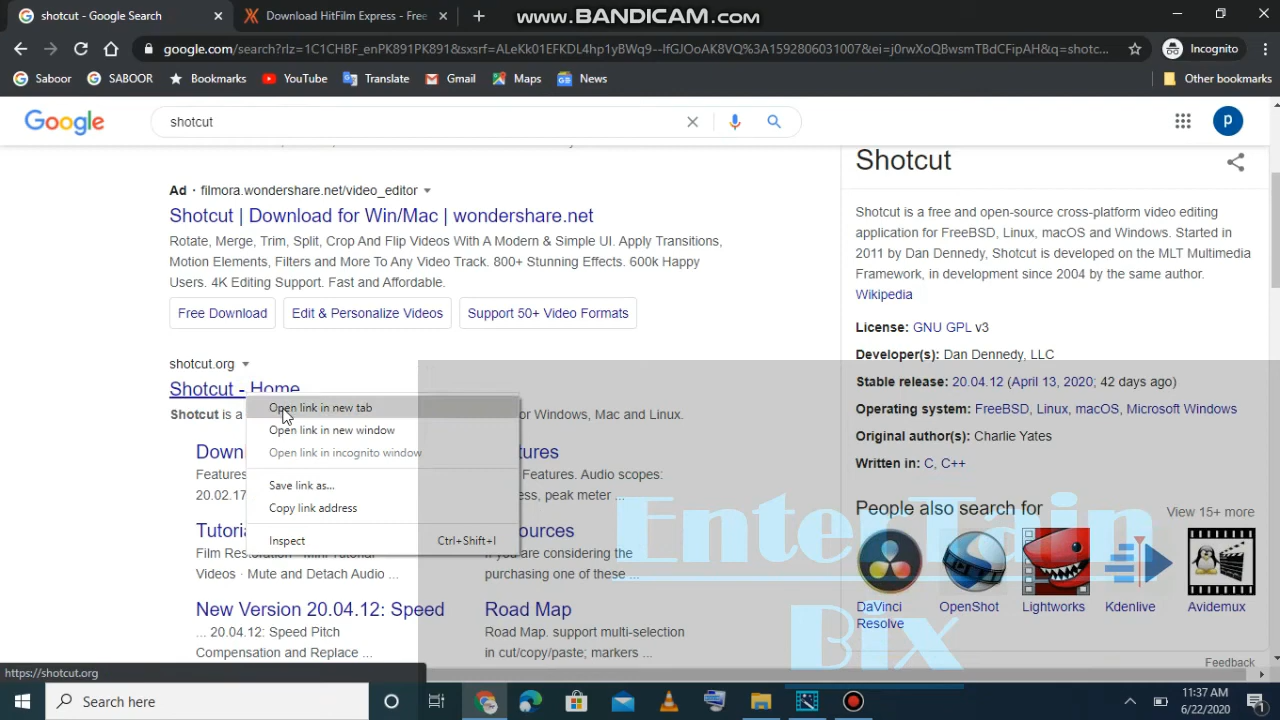 shotcut - Google Search
Download HitFilm Express - Free
www.BANDICAM.com
google.com/search?rlz=1C1CHBF_enPK891PK891&sxsrf=ALeKk01EFKDL4hp1yBWq9--lfGJOoAK8VQ%3A1592806031007&ei=j0rwXoQBwsmTBdCFipAH&q=shotc...
Incognito
Saboor
SABOOR
Bookmarks
YouTube
Translate
Gmail
Maps
News
Other bookmarks
Google
shotcut
p
Ad · filmora.wondershare.net/video_editor
Shotcut | Download for Win/Mac | wondershare.net
Rotate, Merge, Trim, Split, Crop And Flip Videos With A Modern & Simple UI. Apply Transitions,
Motion Elements, Filters and More To Any Video Track. 800+ Stunning Effects. 600k Happy
Users. 4K Editing Support. Fast and Affordable.
Free Download
Edit & Personalize Videos
Support 50+ Video Formats
shotcut.org
Shotcut - Home
Shotcut is a
or Windows, Mac and Linux.
Open link in new tab
Open link in new window
Open link in incognito window
Save link as...
Copy link address
Inspect
Ctrl+Shift+I
Features. Audio scopes:
peak meter ...
Film
Videos · Mute and Detach Audio ...
If you are considering the
purchasing one of these ...
New Version 20.04.12: Speed
... 20.04.12: Speed Pitch
Compensation and Replace ...
Road Map
Road Map. support multi-selection
in cut/copy/paste; markers ...
Shotcut
Shotcut is a free and open-source cross-platform video editing
application for FreeBSD, Linux, macOS and Windows. Started in
2011 by Dan Dennedy, Shotcut is developed on the MLT Multimedia
Framework, in development since 2004 by the same author.
Wikipedia
License: GNU GPL v3
Developer(s): Dan Dennedy, LLC
Stable release: 20.04.12 (April 13, 2020; 42 days ago)
Operating system: FreeBSD, Linux, macOS, Microsoft Windows
Original author(s): Charlie Yates
Written in: C, C++
People also search for
View 15+ more
DaVinci
Resolve
OpenShot
Lightworks
Kdenlive
Avidemux
Feedback
EnterTain
Bix
https://shotcut.org
Search here
11:37 AM
6/22/2020
1